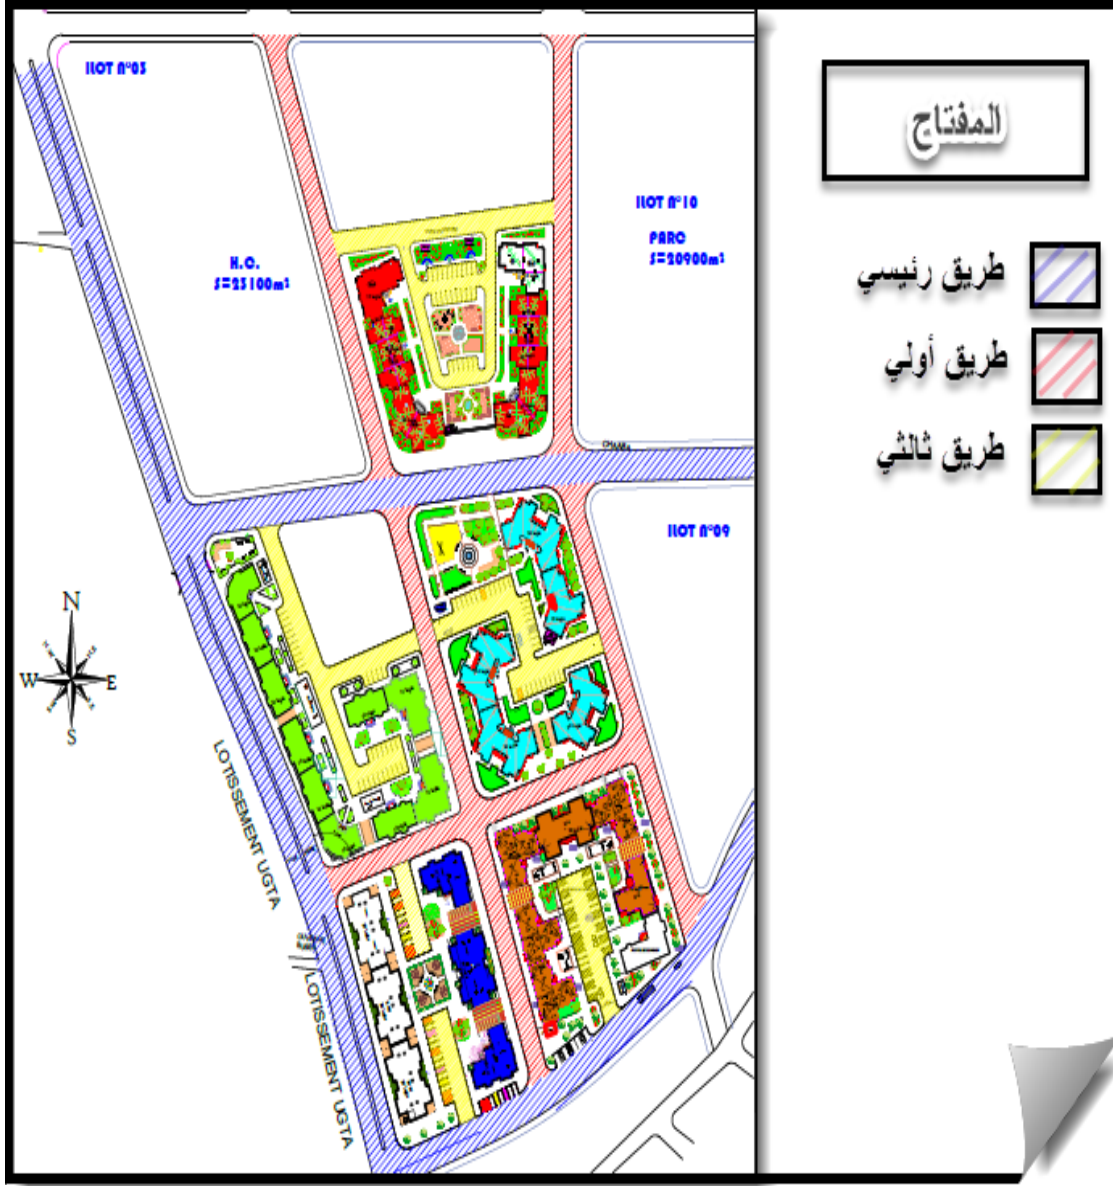 ILOT N°03
H.C.
S=23100m²
ILOT N°10
PARC
S=20900m²
ILOT N°09
N
W
E
S
LOTISSEMENT UGTA
LOTISSEMENT UGTA
المفتاح
طريق رئيسي
طريق أولي
طريق ثالثي